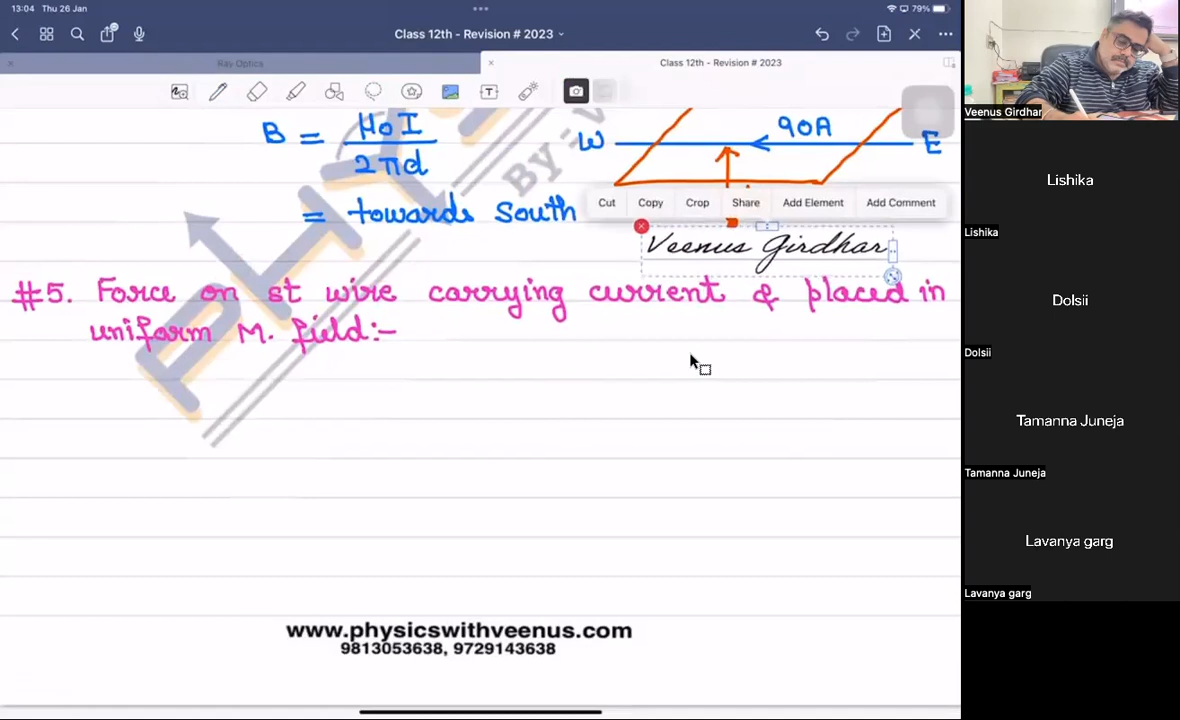 13:04 Thu 26 Jan
79%
Class 12th - Revision # 2023
Ray Optics
Class 12th - Revision # 2023
B = μ₀I / 2πd
W
90A
E
= towards South
By :
Cut Copy Crop Share Add Element Add Comment
Veenus Girdhar
#5. Force on st wire carrying current & placed in
uniform M. field:-
www.physicswithveenus.com
9813053638, 9729143638
Veenus Girdhar
Lishika
Lishika
Dolsii
Dolsii
Tamanna Juneja
Tamanna Juneja
Lavanya garg
Lavanya garg